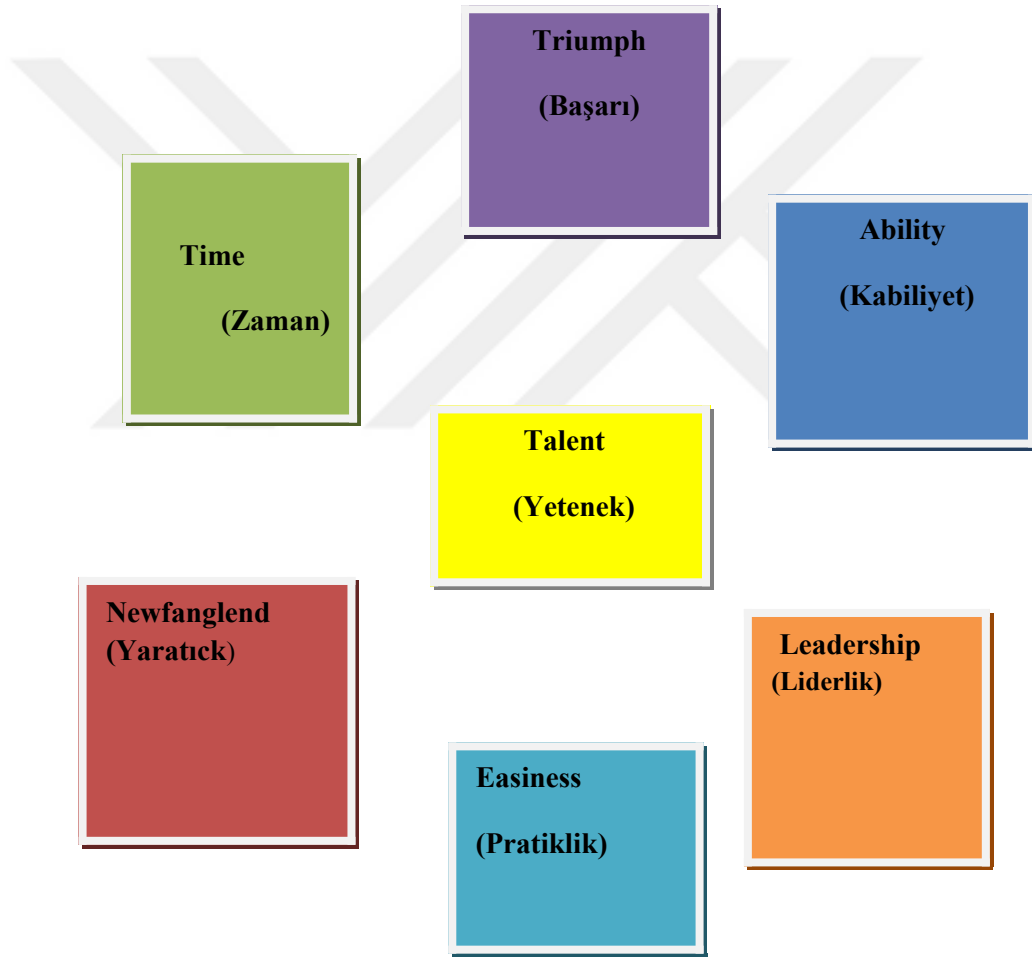 Triumph
(Başarı)
Time
(Zaman)
Ability
(Kabiliyet)
Talent
(Yetenek)
Newfanglend
(Yaratıck)
Leadership
(Liderlik)
Easiness
(Pratiklik)